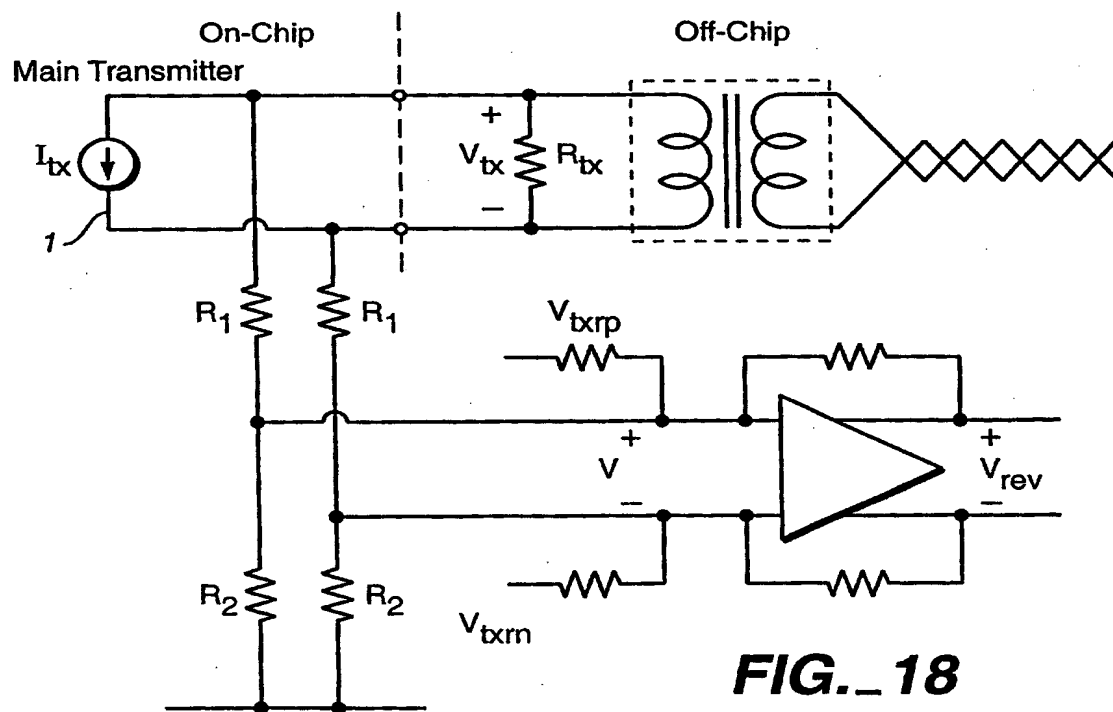 On-Chip
Off-Chip
Main Transmitter
Itx
1
+
Vtx
−
Rtx
R1
R1
Vtxrp
+
V
−
+
Vrev
−
R2
R2
Vtxrn
FIG._18